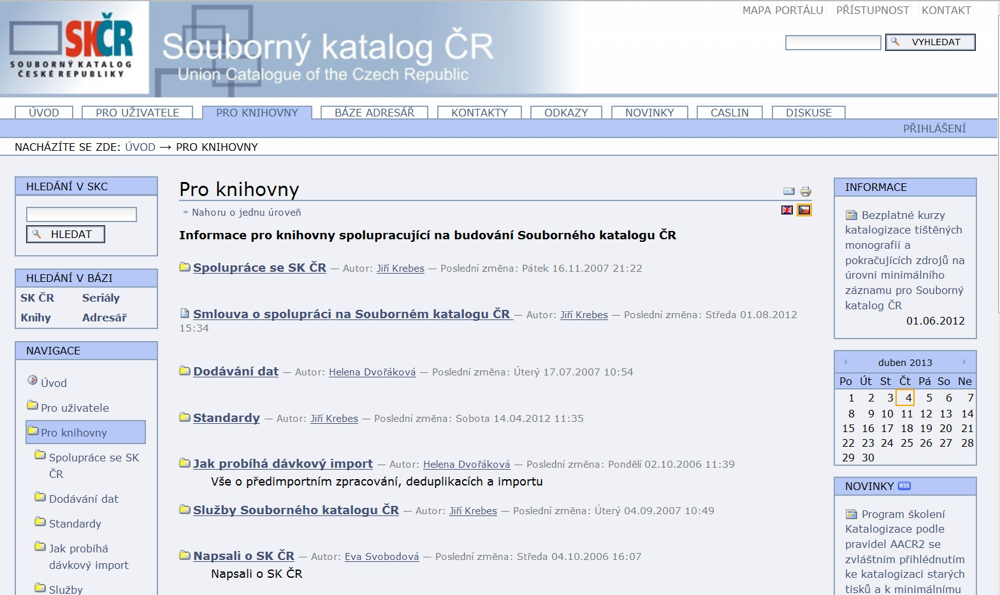 MAPA PORTÁLU PŘÍSTUPNOST KONTAKT
SKČR
SOUBORNÝ KATALOG
ČESKÉ REPUBLIKY
Souborný katalog ČR
Union Catalogue of the Czech Republic
VYHLEDAT
ÚVOD PRO UŽIVATELE PRO KNIHOVNY BÁZE ADRESÁŘ KONTAKTY ODKAZY NOVINKY CASLIN DISKUSE
PŘIHLÁŠENÍ
NACHÁZÍTE SE ZDE: ÚVOD → PRO KNIHOVNY
HLEDÁNÍ V SKC
HLEDAT
HLEDÁNÍ V BÁZI
SK ČR Seriály
Knihy Adresář
NAVIGACE
Úvod
Pro uživatele
Pro knihovny
Spolupráce se SK
ČR
Dodávání dat
Standardy
Jak probíhá
dávkový import
Služby
Pro knihovny
Nahoru o jednu úroveň
Informace pro knihovny spolupracující na budování Souborného katalogu ČR
Spolupráce se SK ČR — Autor: Jiří Krebes — Poslední změna: Pátek 16.11.2007 21:22
Smlouva o spolupráci na Souborném katalogu ČR — Autor: Jiří Krebes — Poslední změna: Středa 01.08.2012
15:34
Dodávání dat — Autor: Helena Dvořáková — Poslední změna: Úterý 17.07.2007 10:54
Standardy — Autor: Jiří Krebes — Poslední změna: Sobota 14.04.2012 11:35
Jak probíhá dávkový import — Autor: Helena Dvořáková — Poslední změna: Pondělí 02.10.2006 11:39
Vše o předimportním zpracování, deduplikacích a importu
Služby Souborného katalogu ČR — Autor: Jiří Krebes — Poslední změna: Úterý 04.09.2007 10:49
Napsali o SK ČR — Autor: Eva Svobodová — Poslední změna: Středa 04.10.2006 16:07
Napsali o SK ČR
INFORMACE
Bezplatné kurzy
katalogizace tištěných
monografií a
pokračujících zdrojů na
úrovni minimálního
záznamu pro Souborný
katalog ČR
01.06.2012
duben 2013
Po Út St Čt Pá So Ne
1 2 3 4 5 6 7
8 9 10 11 12 13 14
15 16 17 18 19 20 21
22 23 24 25 26 27 28
29 30
NOVINKY RSS
Program školení
Katalogizace podle
pravidel AACR2 se
zvláštním přihlédnutím
ke katalogizaci starých
tisků a k minimálnímu